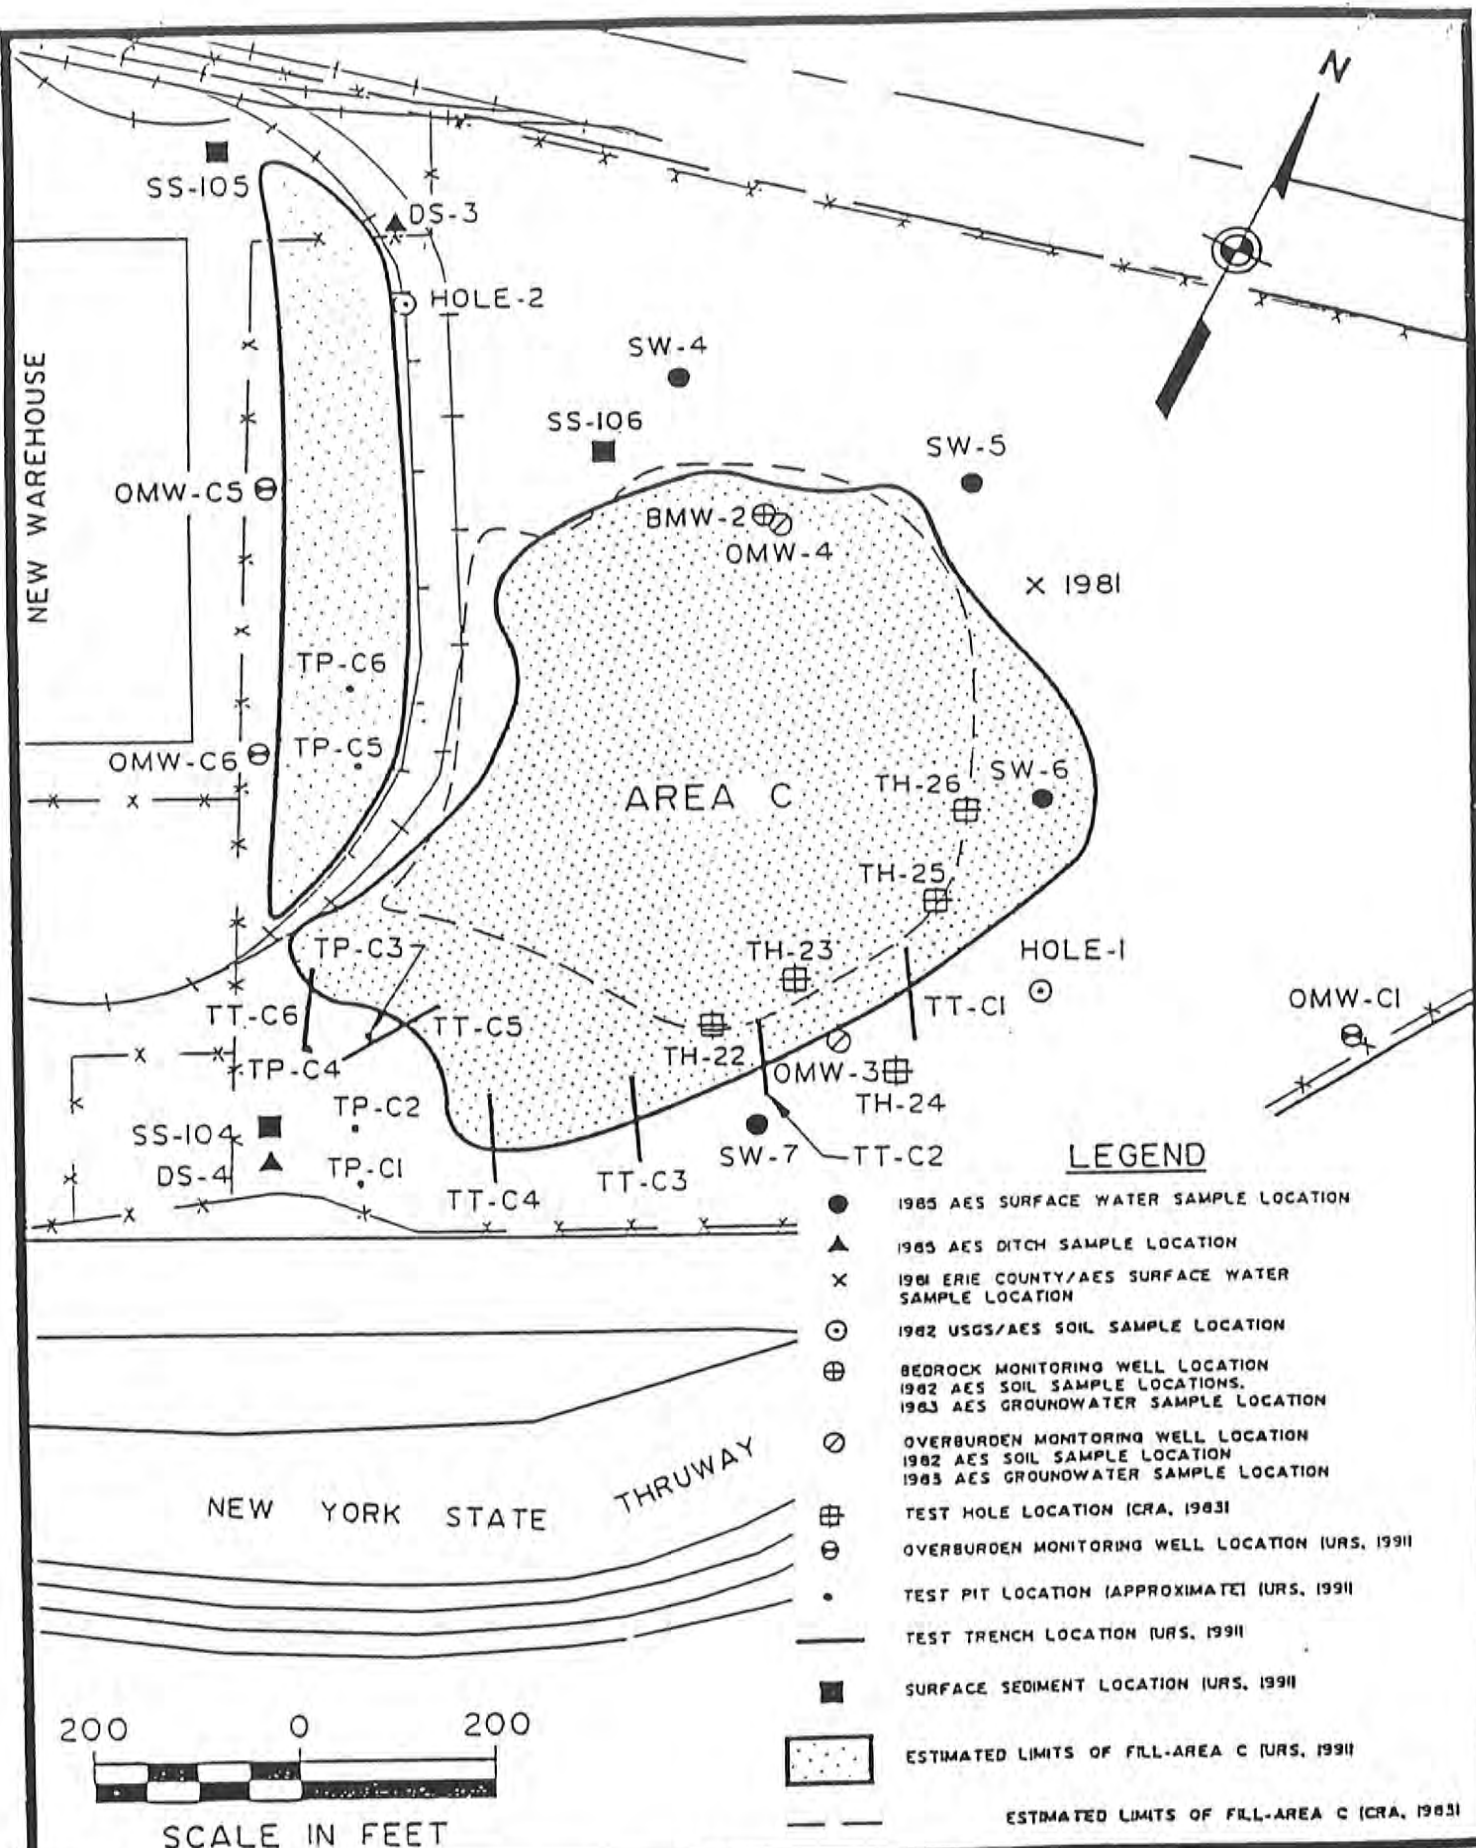 N
SS-105
DS-3
HOLE-2
SW-4
SS-106
SW-5
NEW WAREHOUSE
OMW-C5
BMW-2
OMW-4
1981
TP-C6
TP-C5
OMW-C6
AREA C
TH-26
SW-6
TH-25
TP-C3
TH-23
HOLE-1
OMW-C1
TT-C6
TT-C5
TT-C1
TP-C4
TH-22
OMW-3
TH-24
TP-C2
SS-104
DS-4
TP-C1
SW-7
TT-C2
TT-C3
TT-C4
LEGEND
1985 AES SURFACE WATER SAMPLE LOCATION
1985 AES DITCH SAMPLE LOCATION
1981 ERIE COUNTY/AES SURFACE WATER
SAMPLE LOCATION
1982 USGS/AES SOIL SAMPLE LOCATION
BEDROCK MONITORING WELL LOCATION
1982 AES SOIL SAMPLE LOCATIONS.
1983 AES GROUNDWATER SAMPLE LOCATION
OVERBURDEN MONITORING WELL LOCATION
1982 AES SOIL SAMPLE LOCATION
1983 AES GROUNDWATER SAMPLE LOCATION
TEST HOLE LOCATION (CRA, 1983)
OVERBURDEN MONITORING WELL LOCATION (URS, 1991)
TEST PIT LOCATION (APPROXIMATE) (URS, 1991)
TEST TRENCH LOCATION (URS, 1991)
SURFACE SEDIMENT LOCATION (URS, 1991)
ESTIMATED LIMITS OF FILL-AREA C (URS, 1991)
ESTIMATED LIMITS OF FILL-AREA C (CRA, 1983)
NEW YORK STATE THRUWAY
200 0 200
SCALE IN FEET